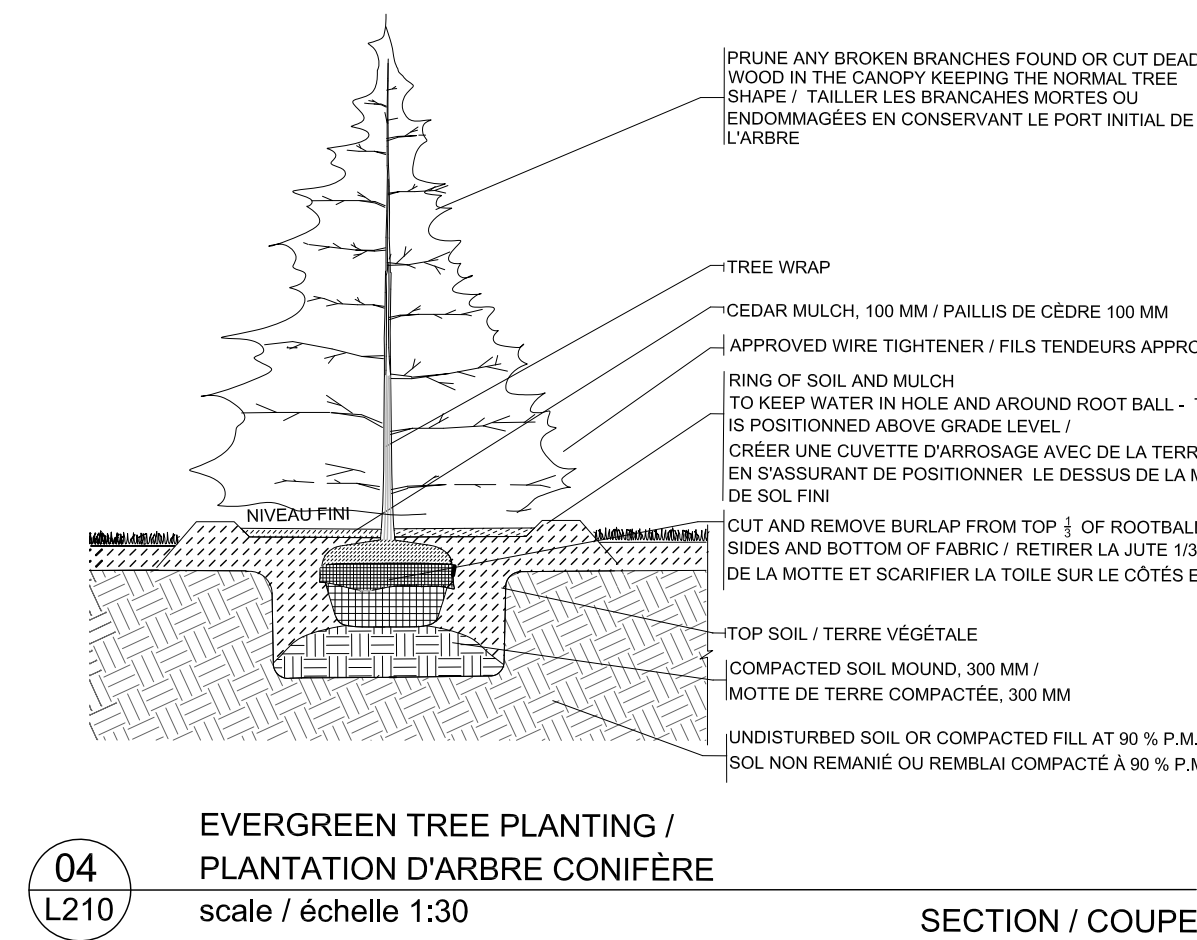 PRUNE ANY BROKEN BRANCHES FOUND OR CUT DEAD
WOOD IN THE CANOPY KEEPING THE NORMAL TREE
SHAPE / TAILLER LES BRANCAHES MORTES OU
ENDOMMAGÉES EN CONSERVANT LE PORT INITIAL DE
L'ARBRE
TREE WRAP
CEDAR MULCH, 100 MM / PAILLIS DE CÈDRE 100 MM
APPROVED WIRE TIGHTENER / FILS TENDEURS APPRO
RING OF SOIL AND MULCH
TO KEEP WATER IN HOLE AND AROUND ROOT BALL -
IS POSITIONNED ABOVE GRADE LEVEL /
CRÉER UNE CUVETTE D'ARROSAGE AVEC DE LA TERR
EN S'ASSURANT DE POSITIONNER LE DESSUS DE LA M
DE SOL FINI
NIVEAU FINI
CUT AND REMOVE BURLAP FROM TOP 1/3 OF ROOTBALL
SIDES AND BOTTOM OF FABRIC / RETIRER LA JUTE 1/3
DE LA MOTTE ET SCARIFIER LA TOILE SUR LE CÔTÉS E
TOP SOIL / TERRE VÉGÉTALE
COMPACTED SOIL MOUND, 300 MM /
MOTTE DE TERRE COMPACTÉE, 300 MM
UNDISTURBED SOIL OR COMPACTED FILL AT 90 % P.M.
SOL NON REMANIÉ OU REMBLAI COMPACTÉ À 90 % P.M
EVERGREEN TREE PLANTING /
PLANTATION D'ARBRE CONIFÈRE
04
L210
scale / échelle 1:30
SECTION / COUPE